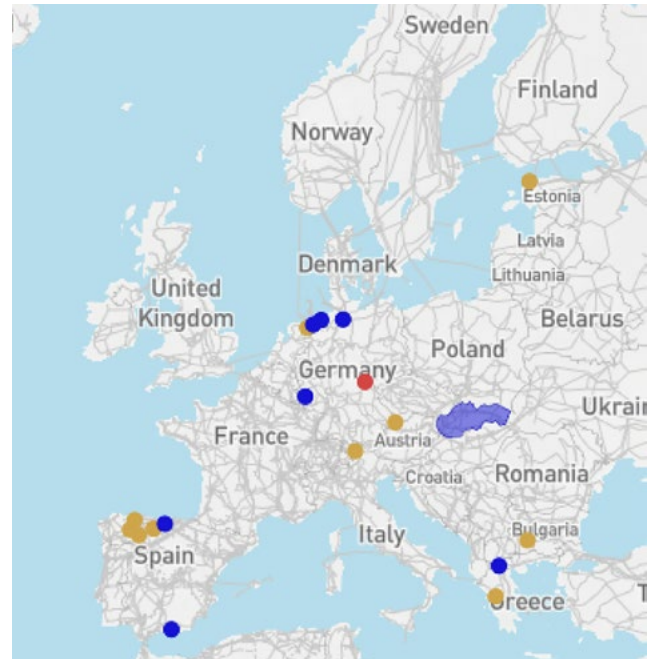 Sweden
Finland
Norway
Estonia
Latvia
Denmark
Lithuania
United
Kingdom
Belarus
Poland
Germany
Ukrain
France
Austria
Croatia
Romania
Italy
Bulgaria
Spain
Greece
T